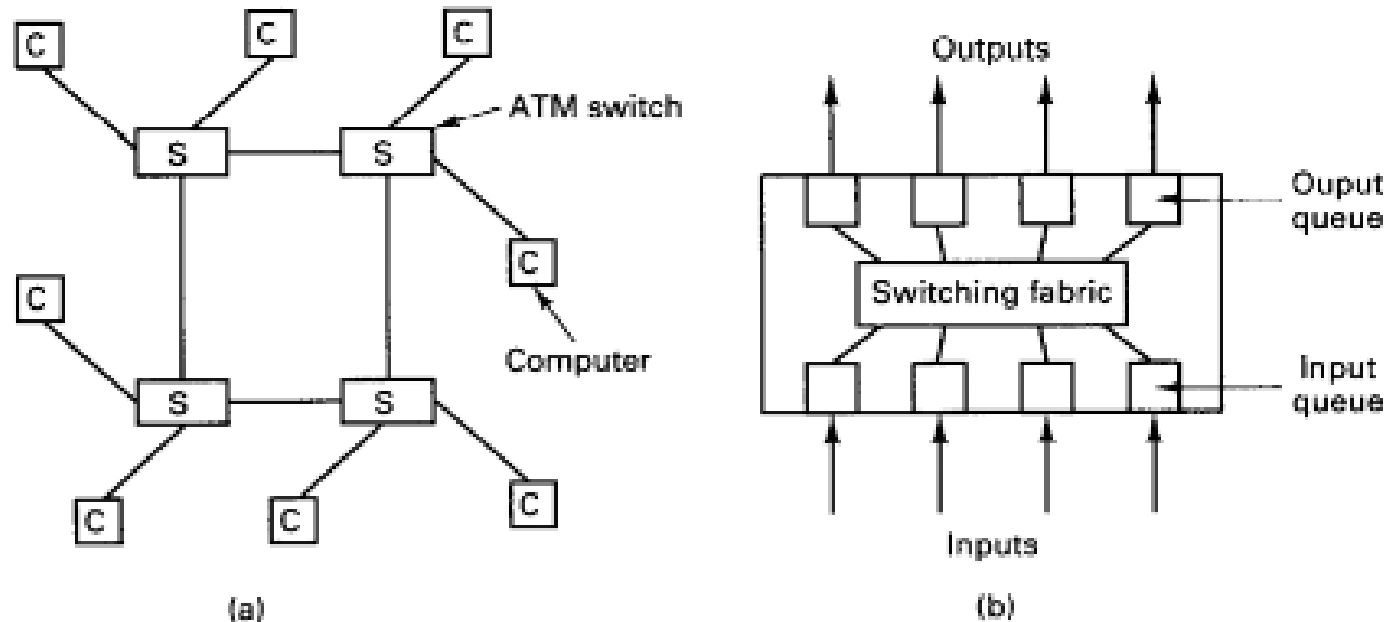 C
C
C
S
S
ATM switch
C
Computer
C
S
S
C
C
C
(a)
Outputs
Ouput
queue
Switching fabric
Input
queue
Inputs
(b)